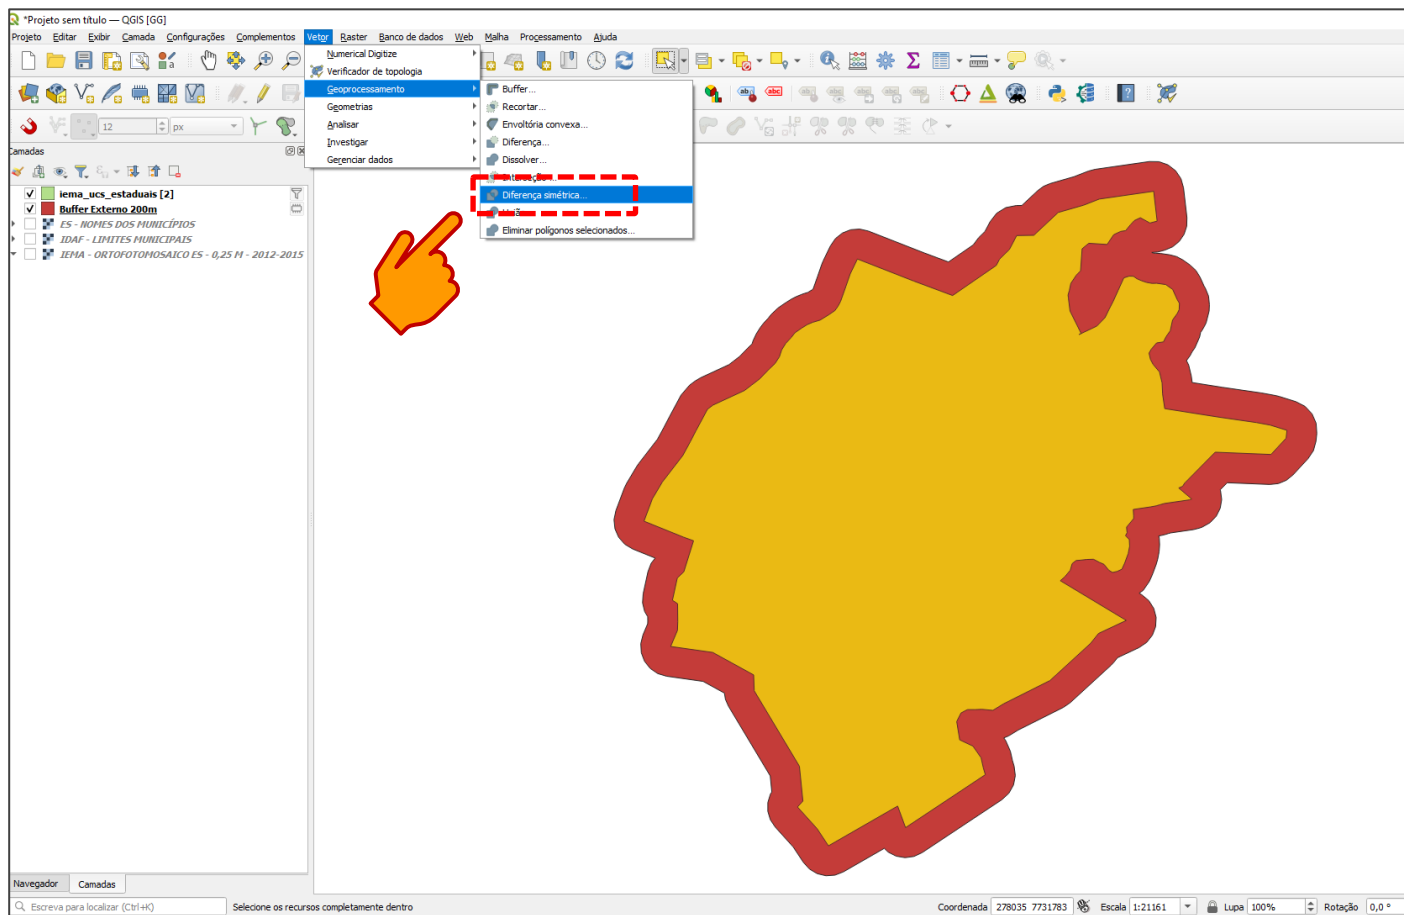 *Projeto sem título — QGIS [GG]
Projeto Editar Exibir Camada Configurações Complementos Vetor Raster Banco de dados Web Malha Processamento Ajuda
Numerical Digitize
Verificador de topologia
Geoprocessamento
Geometrias
Analisar
Investigar
Gerenciar dados
Buffer...
Recortar...
Envoltória convexa...
Diferença...
Dissolver...
Interseção...
Diferença simétrica...
União...
Eliminar polígonos selecionados...
12 px
Camadas
iema_ucs_estaduais [2]
Buffer Externo 200m
ES - NOMES DOS MUNICÍPIOS
IDAF - LIMITES MUNICIPAIS
IEMA - ORTOFOTOMOSAICO ES - 0,25 M - 2012-2015
Navegador Camadas
Escreva para localizar (Ctrl+K) Selecione os recursos completamente dentro Coordenada 278035 7731783 Escala 1:21161 Lupa 100% Rotação 0,0 °